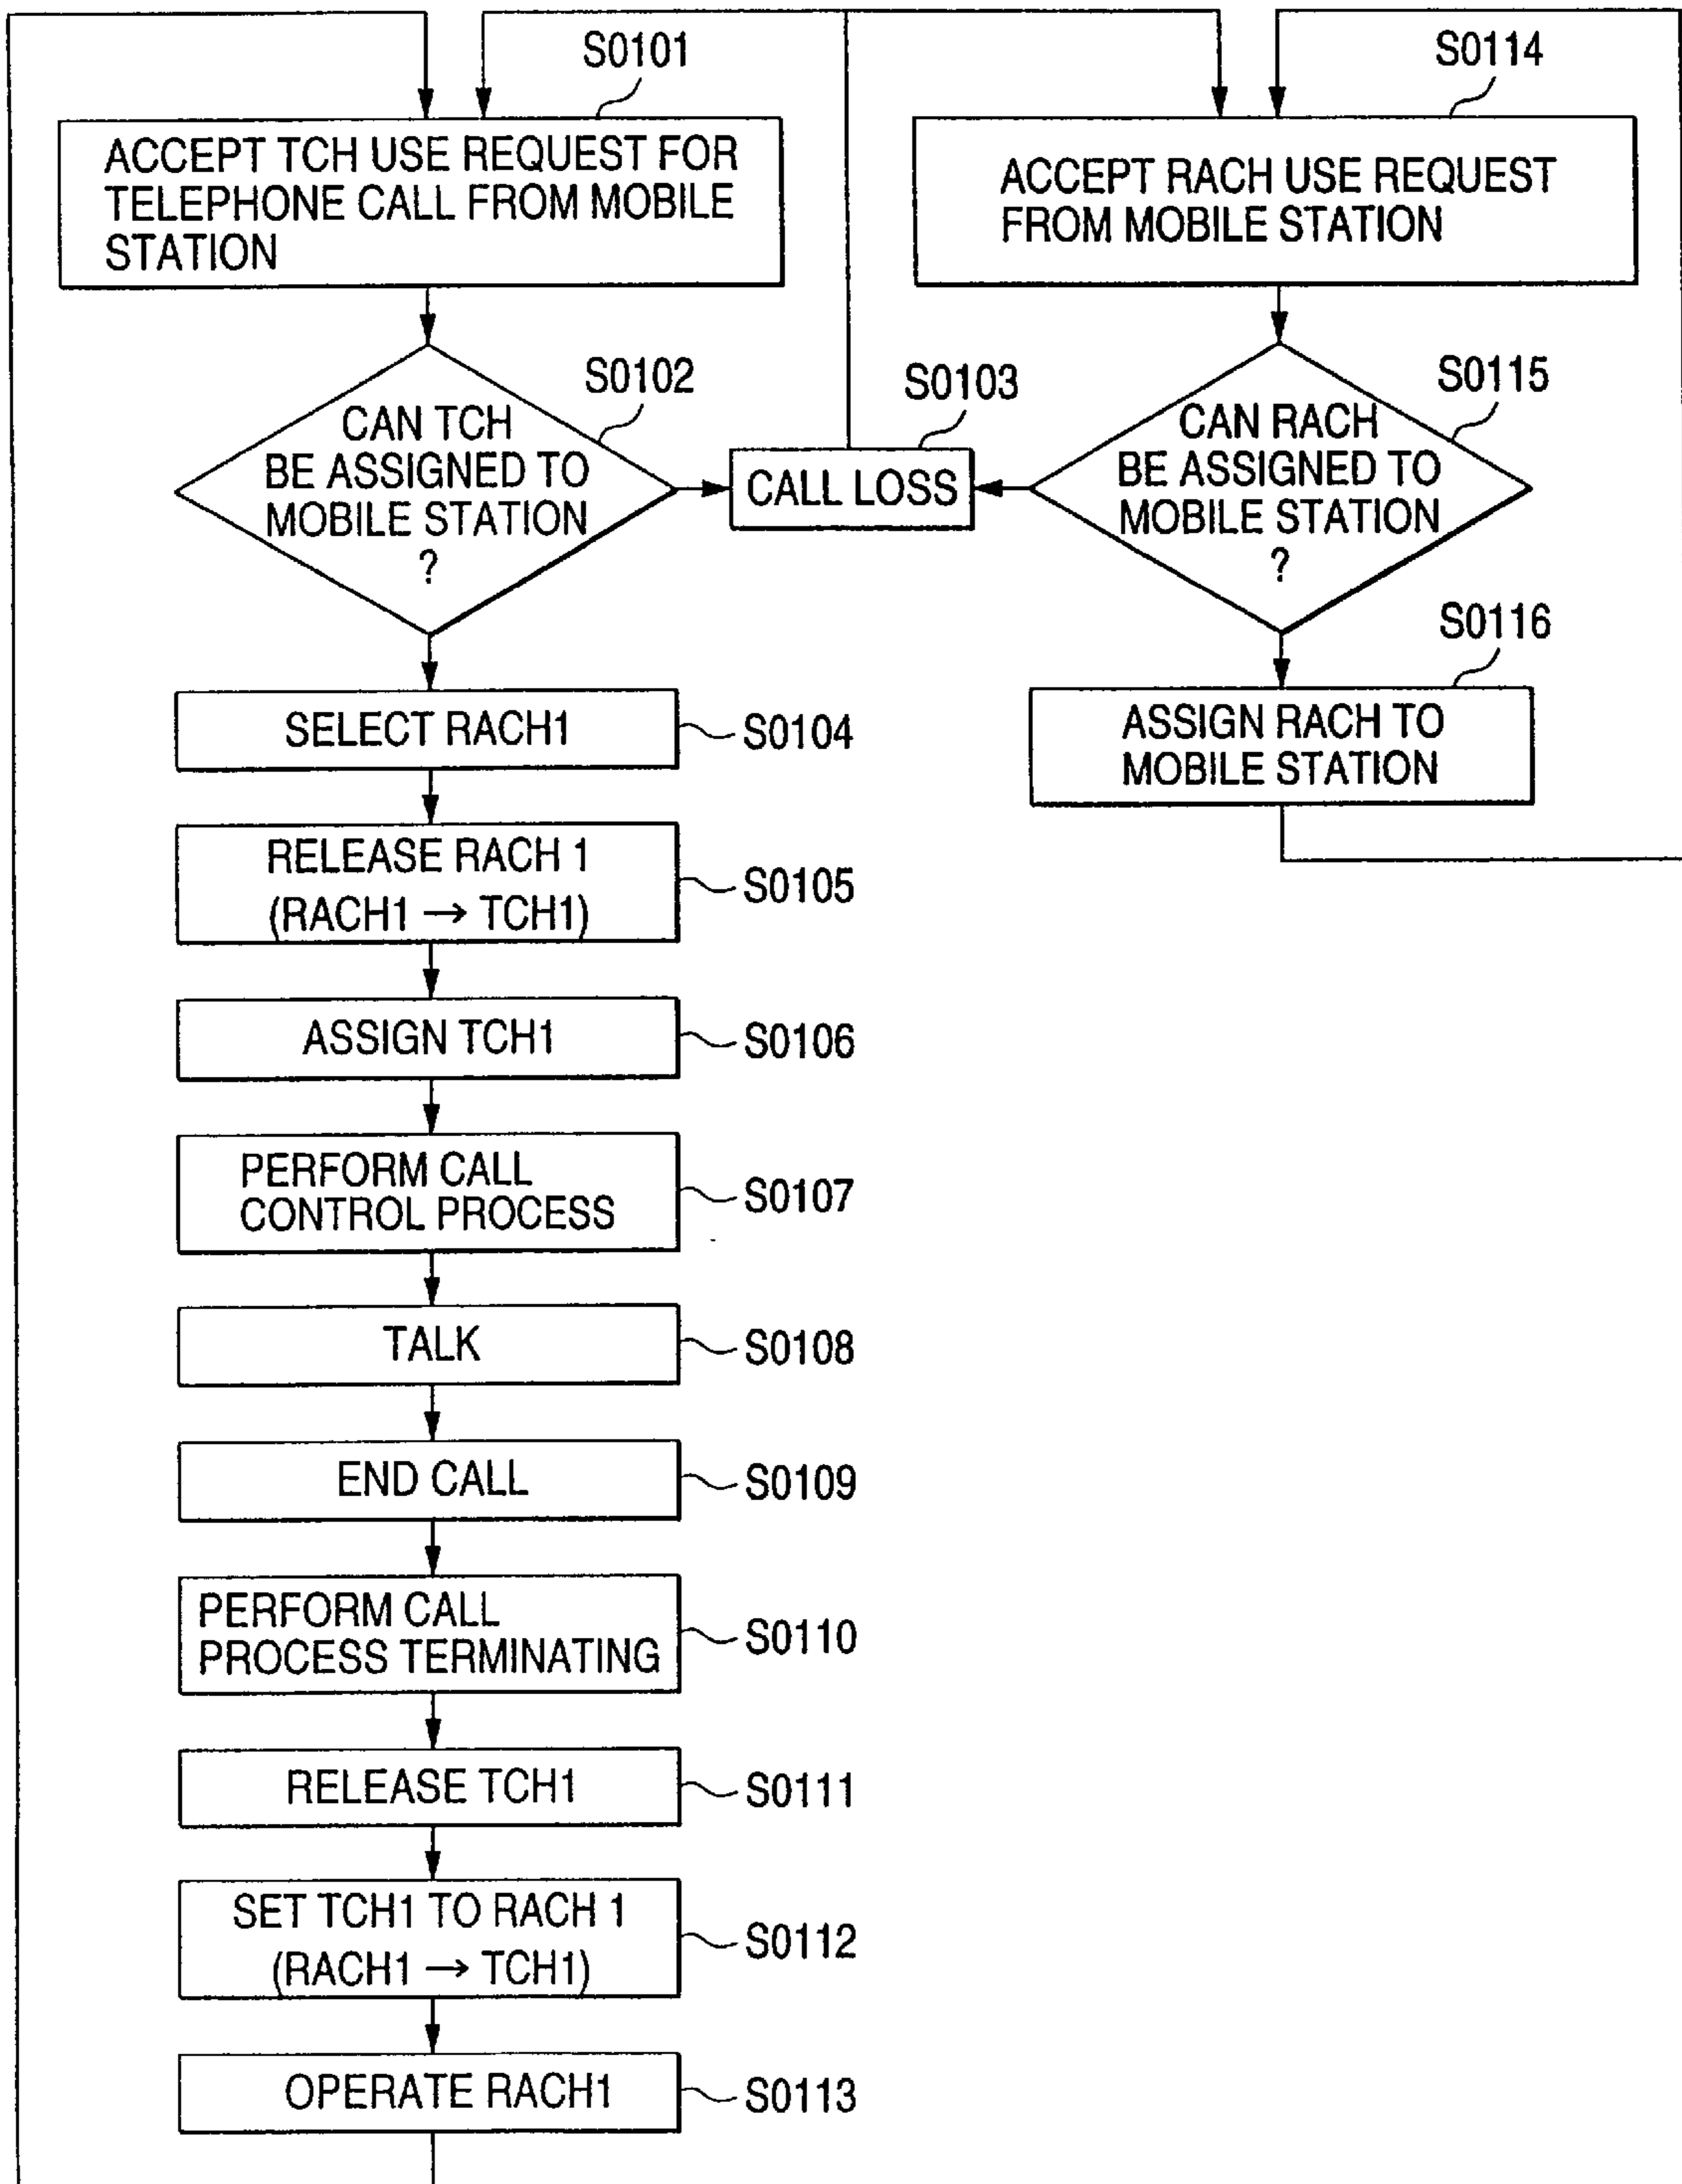 S0101
ACCEPT TCH USE REQUEST FOR
TELEPHONE CALL FROM MOBILE
STATION
S0102
CAN TCH
BE ASSIGNED TO
MOBILE STATION
?
S0103
CALL LOSS
S0104
SELECT RACH1
S0105
RELEASE RACH 1
(RACH1 → TCH1)
S0106
ASSIGN TCH1
S0107
PERFORM CALL
CONTROL PROCESS
S0108
TALK
S0109
END CALL
S0110
PERFORM CALL
PROCESS TERMINATING
S0111
RELEASE TCH1
S0112
SET TCH1 TO RACH 1
(RACH1 → TCH1)
S0113
OPERATE RACH1
S0114
ACCEPT RACH USE REQUEST
FROM MOBILE STATION
S0115
CAN RACH
BE ASSIGNED TO
MOBILE STATION
?
S0116
ASSIGN RACH TO
MOBILE STATION